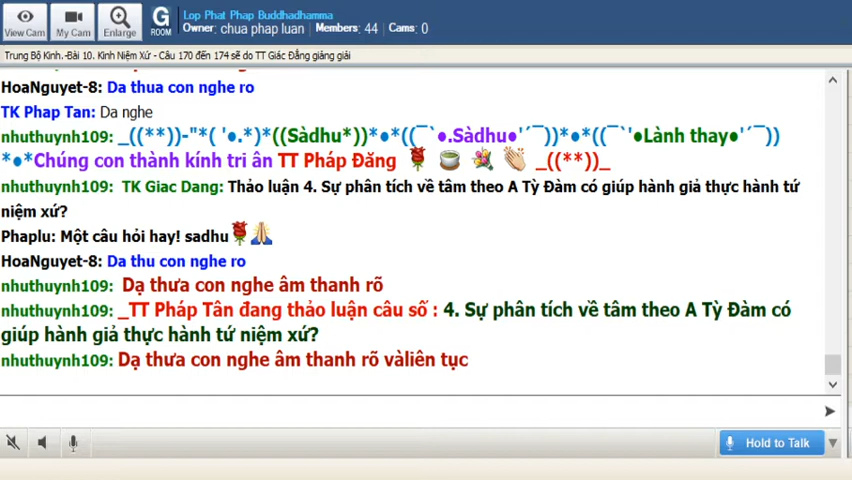 Lop Phat Phap Buddhadhamma
Owner: chua phap luan Members: 44 Cams: 0
View Cam My Cam Enlarge G ROOM
Trung Bộ Kinh.-Bài 10. Kinh Niệm Xứ - Câu 170 đến 174 sẽ do TT Giác Đẳng giảng giải
HoaNguyet-8: Da thua con nghe ro
TK Phap Tan: Da nghe
nhuthuynh109: _((**))-"*( '●.*)*((Sàdhu*))*●*((¯`●.Sàdhu●'´¯))*●*((¯`'●Lành thay●'´¯))
*●*Chúng con thành kính tri ân TT Pháp Đăng 🌹 🍵 💐 👏 _((**))_
nhuthuynh109: TK Giac Dang: Thảo luận 4. Sự phân tích về tâm theo A Tỳ Đàm có giúp hành giả thực hành tứ
niệm xứ?
Phaplu: Một câu hỏi hay! sadhu🌹🙏
HoaNguyet-8: Da thu con nghe ro
nhuthuynh109: Dạ thưa con nghe âm thanh rõ
nhuthuynh109: _TT Pháp Tân đang thảo luận câu số : 4. Sự phân tích về tâm theo A Tỳ Đàm có
giúp hành giả thực hành tứ niệm xứ?
nhuthuynh109: Dạ thưa con nghe âm thanh rõ vàliên tục
Hold to Talk